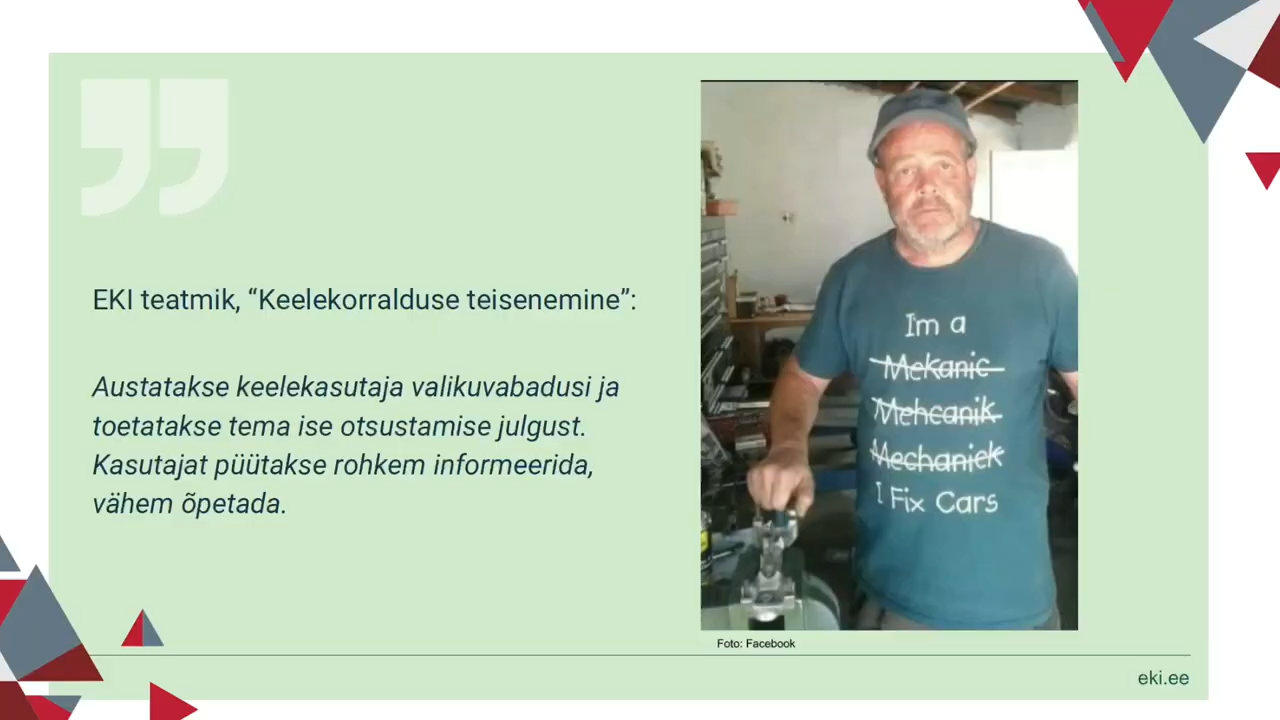 EKI teatmik, “Keelekorralduse teisenemine”:
Austatakse keelekasutaja valikuvabadusi ja
toetatakse tema ise otsustamise julgust.
Kasutajat püütakse rohkem informeerida,
vähem õpetada.
I'm a
Mekanic
Mehcanik
Mechaniek
I Fix Cars
Foto: Facebook
eki.ee